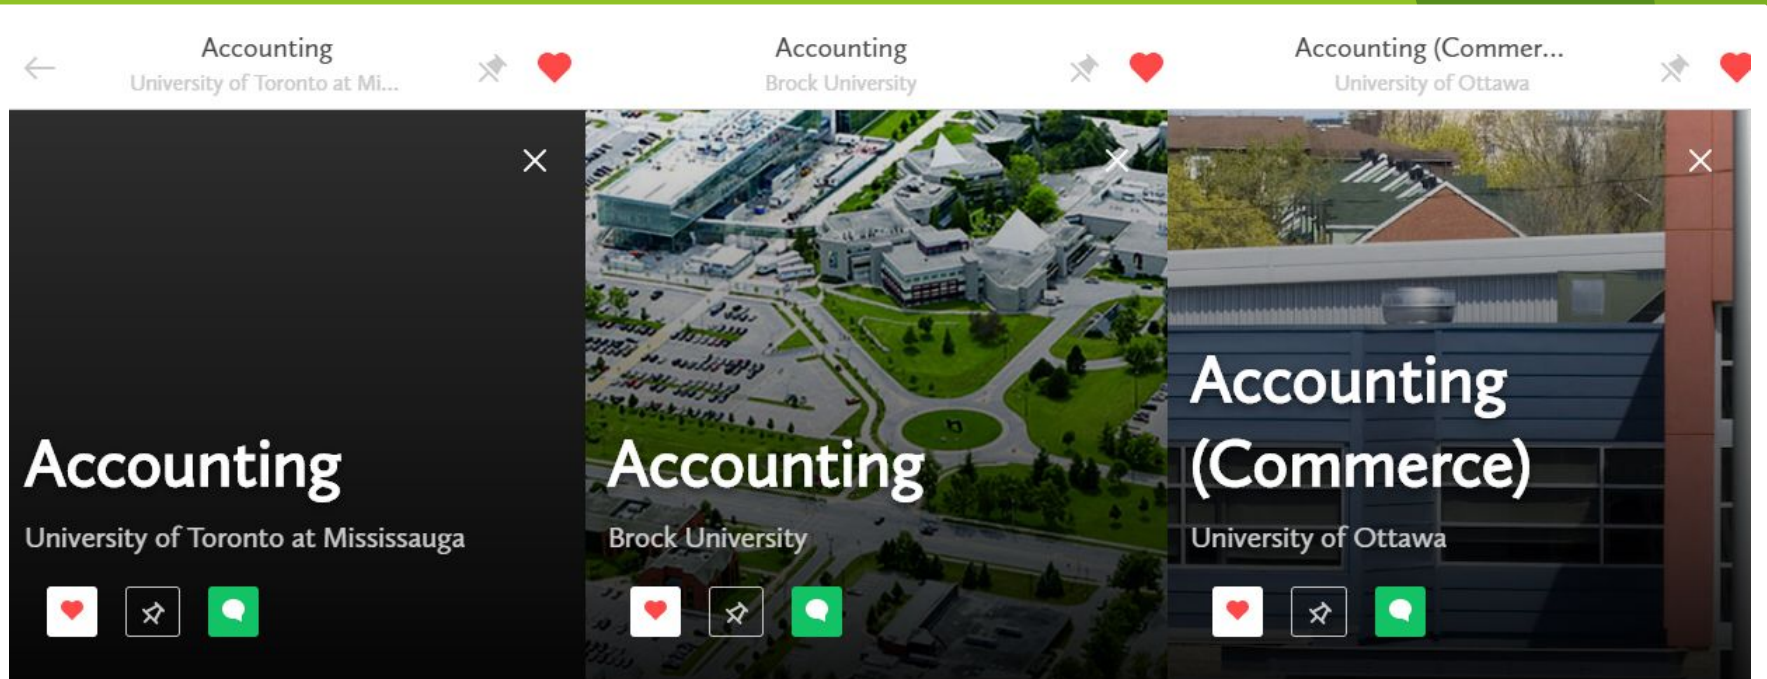 Accounting
University of Toronto at Mi...
Accounting
Brock University
Accounting (Commer...
University of Ottawa
Accounting
University of Toronto at Mississauga
Accounting
Brock University
Accounting
(Commerce)
University of Ottawa